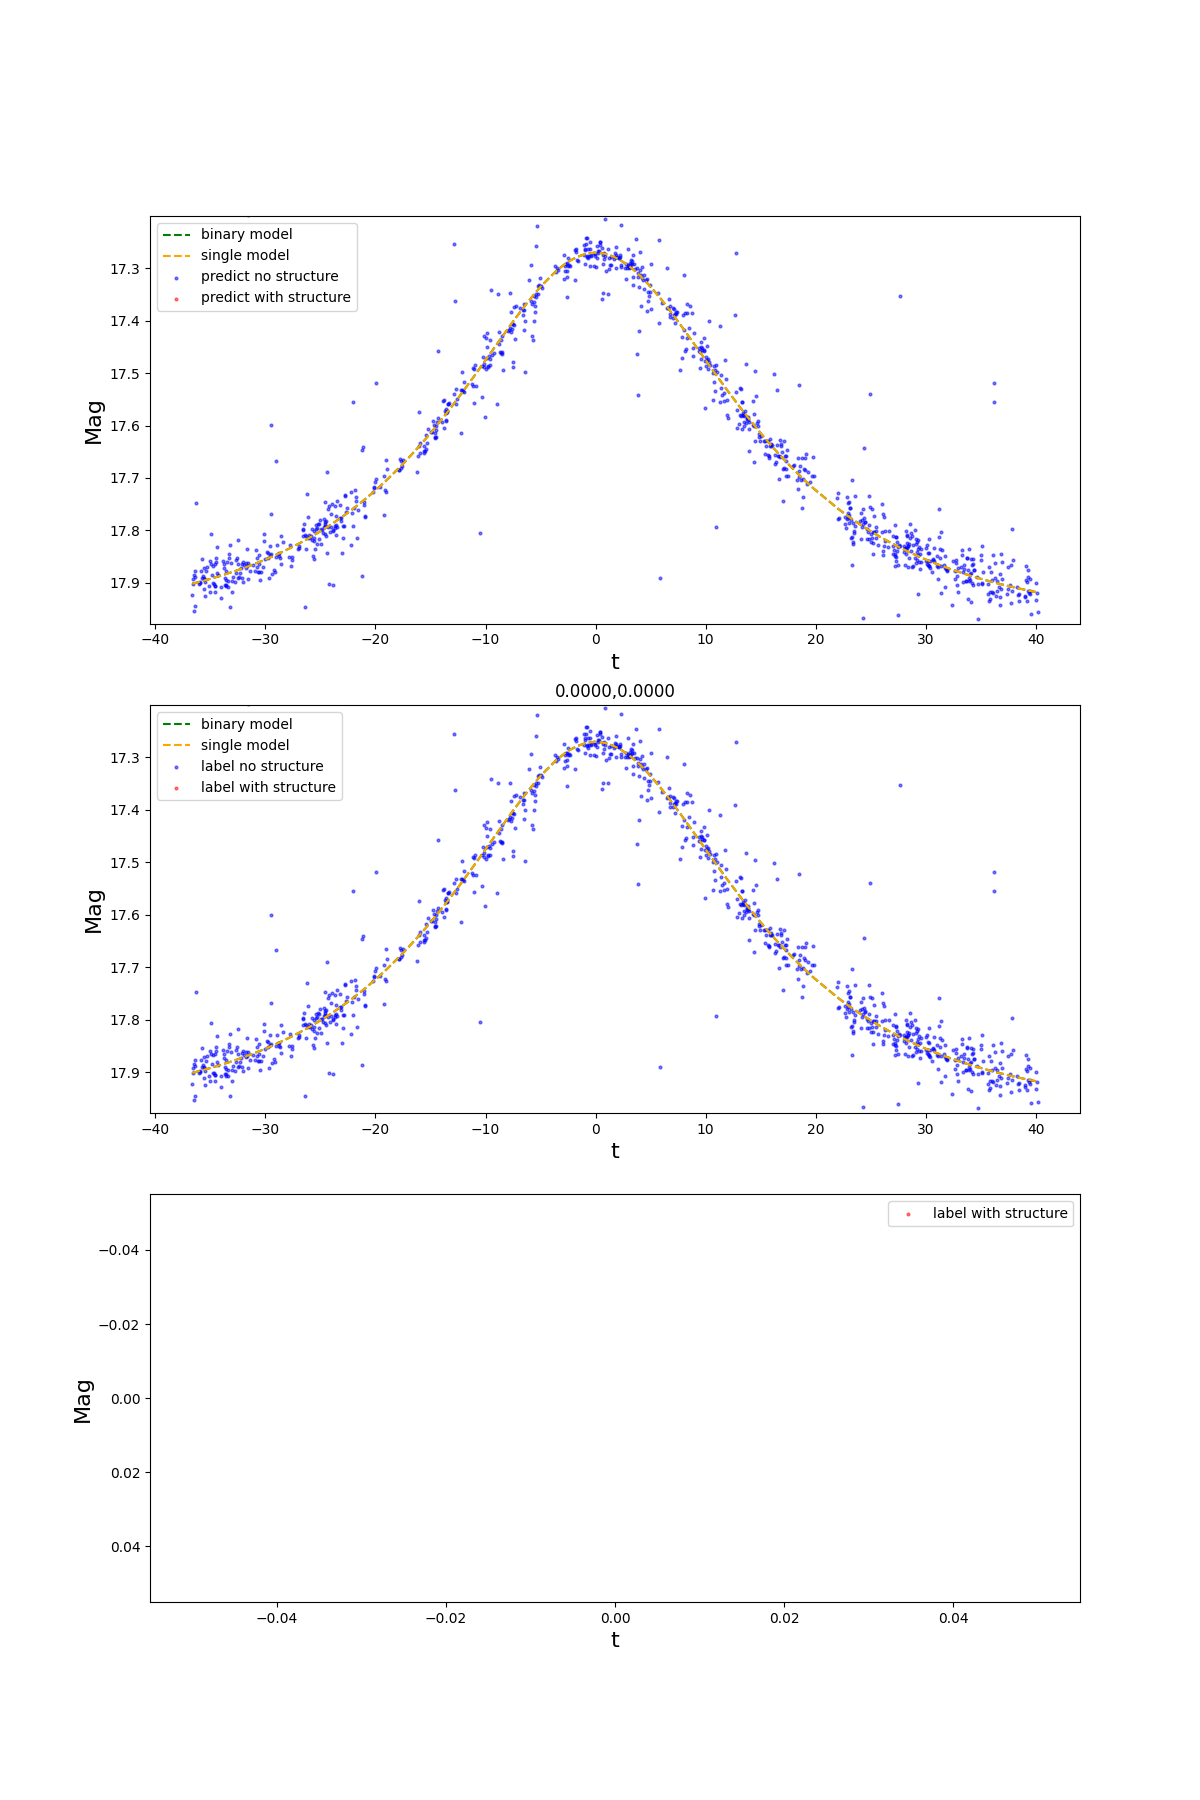 binary model
single model
predict no structure
predict with structure
17.3
17.4
17.5
17.6
17.7
17.8
17.9
Mag
−40 −30 −20 −10 0 10 20 30 40
t
0.0000,0.0000
binary model
single model
label no structure
label with structure
17.3
17.4
17.5
17.6
17.7
17.8
17.9
Mag
−40 −30 −20 −10 0 10 20 30 40
t
label with structure
−0.04
−0.02
0.00
0.02
0.04
Mag
−0.04 −0.02 0.00 0.02 0.04
t